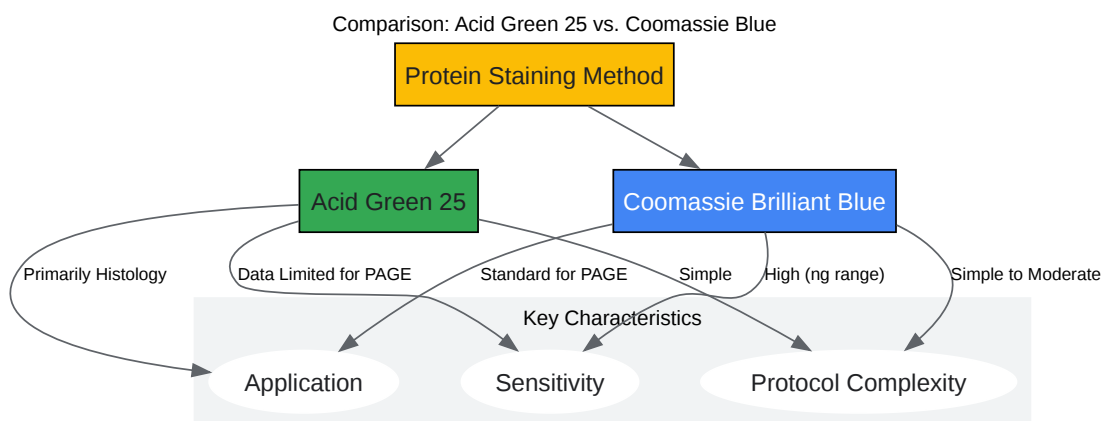 Comparison: Acid Green 25 vs. Coomassie Blue
Protein Staining Method
Acid Green 25
Coomassie Brilliant Blue
Primarily Histology
Data Limited for PAGE
Standard for PAGE
Simple
High (ng range)
Simple to Moderate
Key Characteristics
Application
Sensitivity
Protocol Complexity